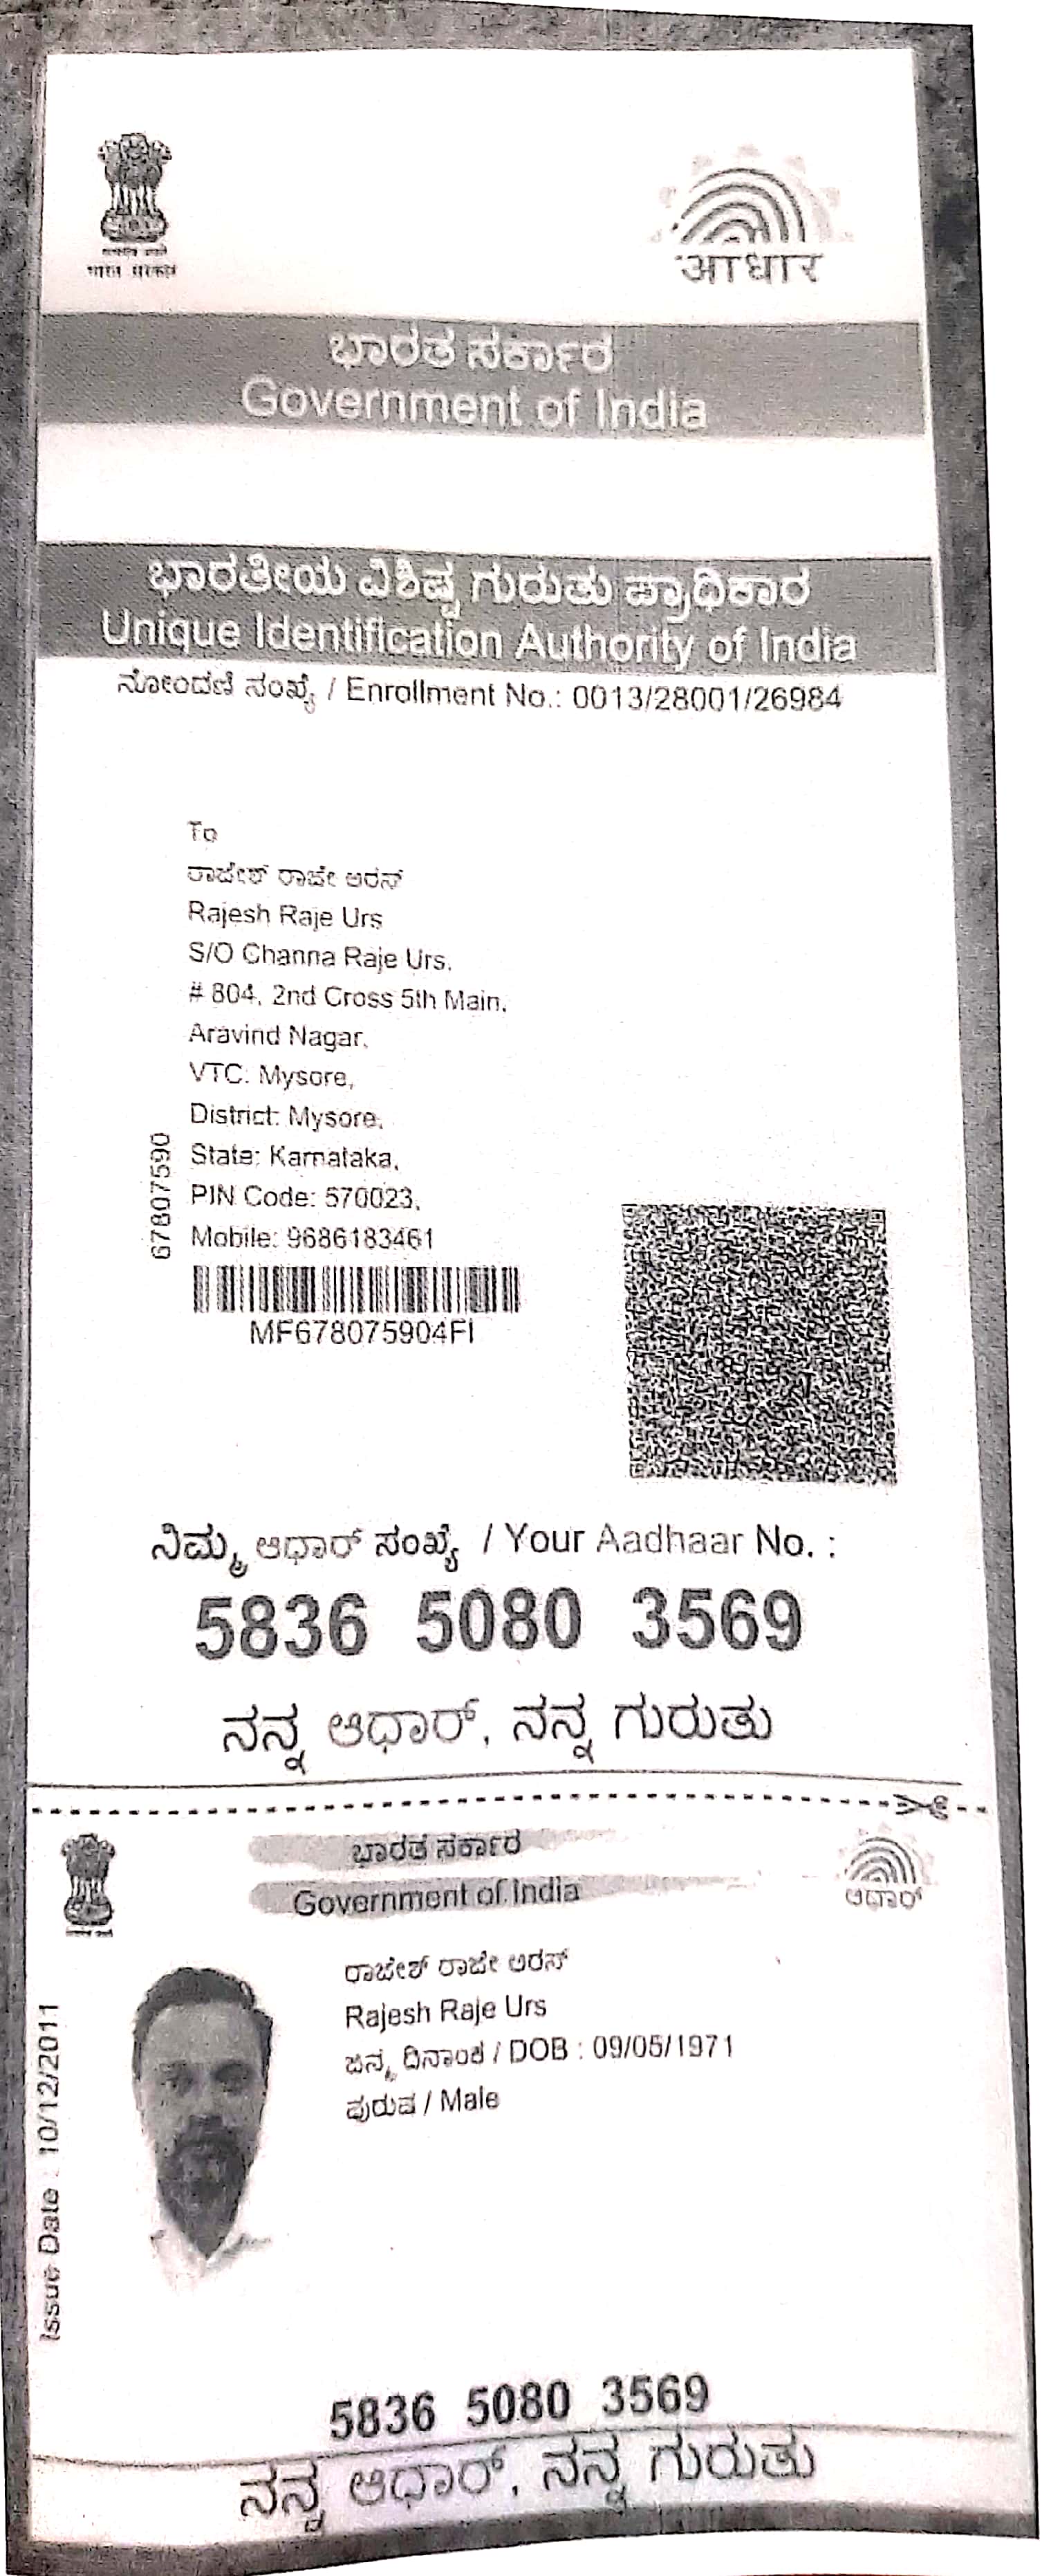 भारत सरकार
आधार
ಭಾರತ ಸರ್ಕಾರ
Government of India
ಭಾರತೀಯ ವಿಶಿಷ್ಟ ಗುರುತು ಪ್ರಾಧಿಕಾರ
Unique Identification Authority of India
ನೋಂದಣಿ ಸಂಖ್ಯೆ / Enrollment No.: 0013/28001/26984
To
ರಾಜೇಶ್ ರಾಜೇ ಅರಸ್
Rajesh Raje Urs
S/O Channa Raje Urs,
# 804, 2nd Cross 5th Main,
Aravind Nagar,
VTC: Mysore,
District: Mysore,
State: Karnataka,
PIN Code: 570023,
Mobile: 9686183461
67807590
MF678075904FI
ನಿಮ್ಮ ಆಧಾರ್ ಸಂಖ್ಯೆ / Your Aadhaar No. :
5836 5080 3569
ನನ್ನ ಆಧಾರ್, ನನ್ನ ಗುರುತು
ಭಾರತ ಸರ್ಕಾರ
Government of India
ಆಧಾರ್
ರಾಜೇಶ್ ರಾಜೇ ಅರಸ್
Rajesh Raje Urs
ಜನ್ಮ ದಿನಾಂಕ / DOB : 09/05/1971
ಪುರುಷ / Male
Issue Date : 10/12/2011
5836 5080 3569
ನನ್ನ ಆಧಾರ್, ನನ್ನ ಗುರುತು